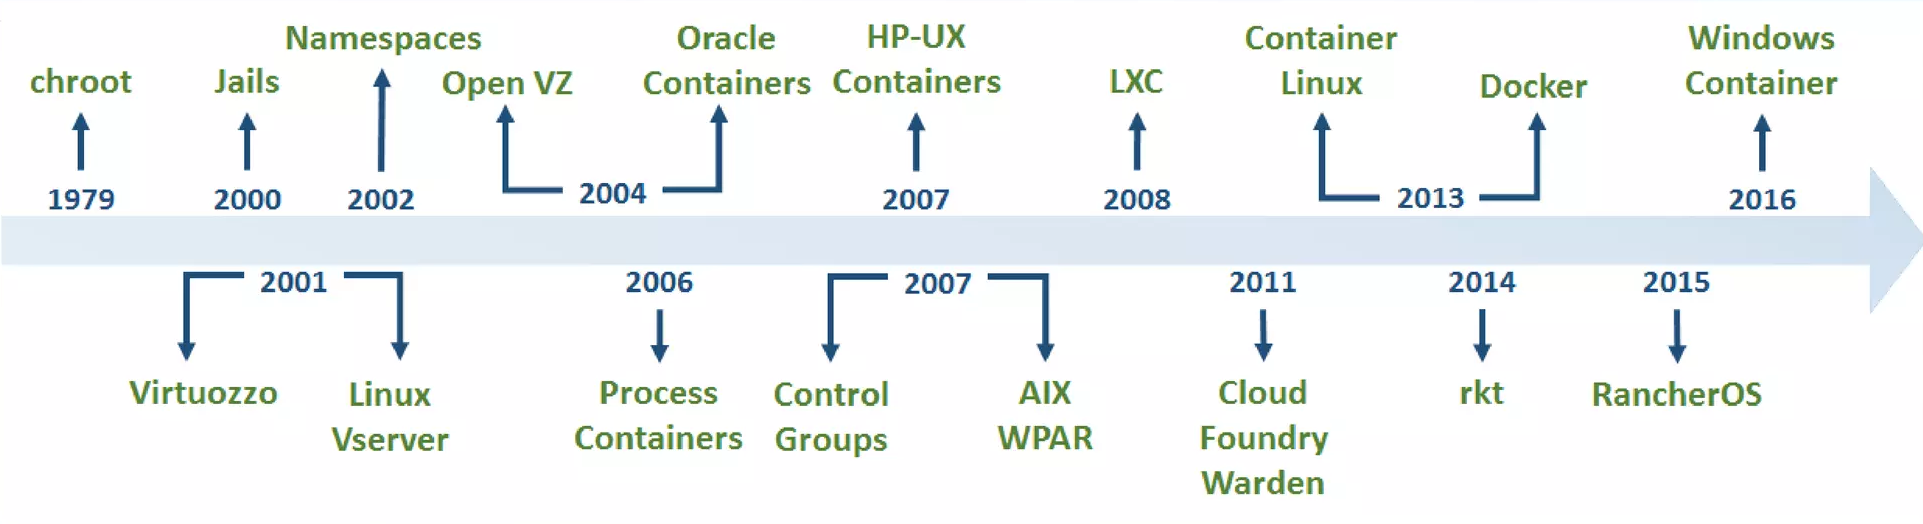 Namespaces
Oracle
HP-UX
Container
Windows
chroot
Jails
Open VZ
Containers
Containers
LXC
Linux
Docker
Container
1979
2000
2002
2004
2007
2008
2013
2016
2001
2006
2007
2011
2014
2015
Virtuozzo
Linux
Vserver
Process
Containers
Control
Groups
AIX
WPAR
Cloud
Foundry
Warden
rkt
RancherOS